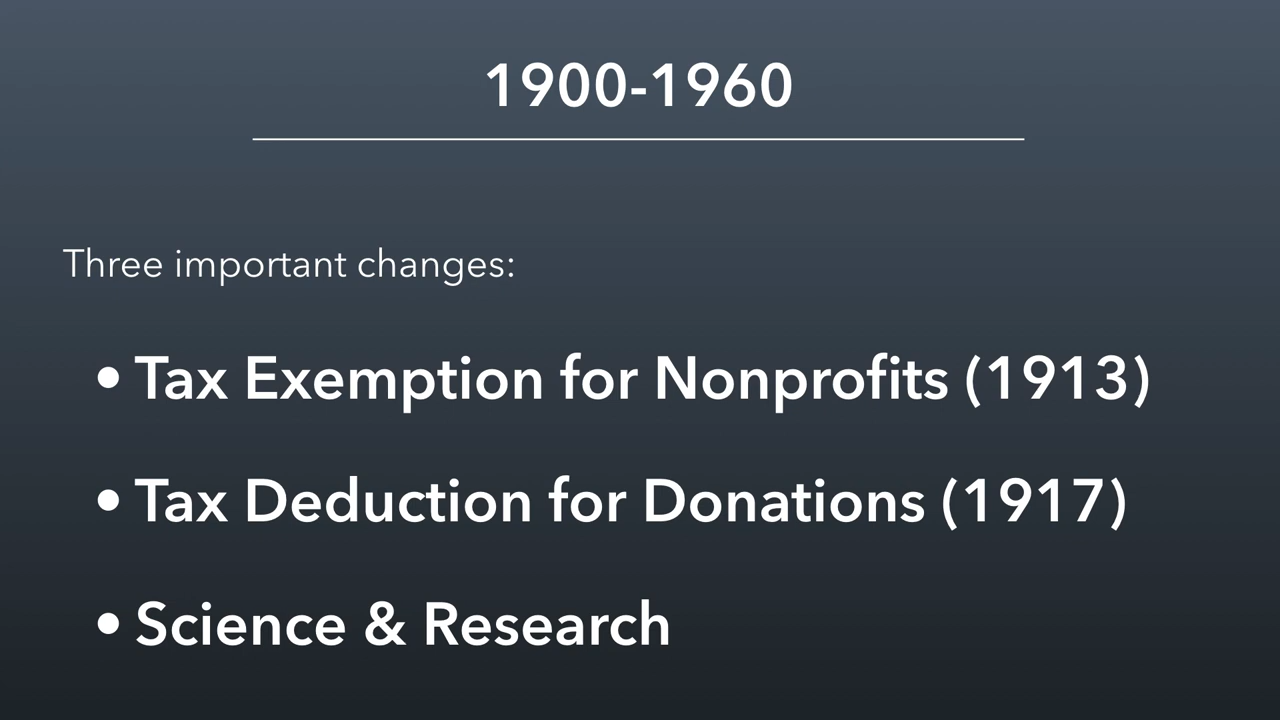 1900-1960
Three important changes:
• Tax Exemption for Nonprofits (1913)
• Tax Deduction for Donations (1917)
• Science & Research